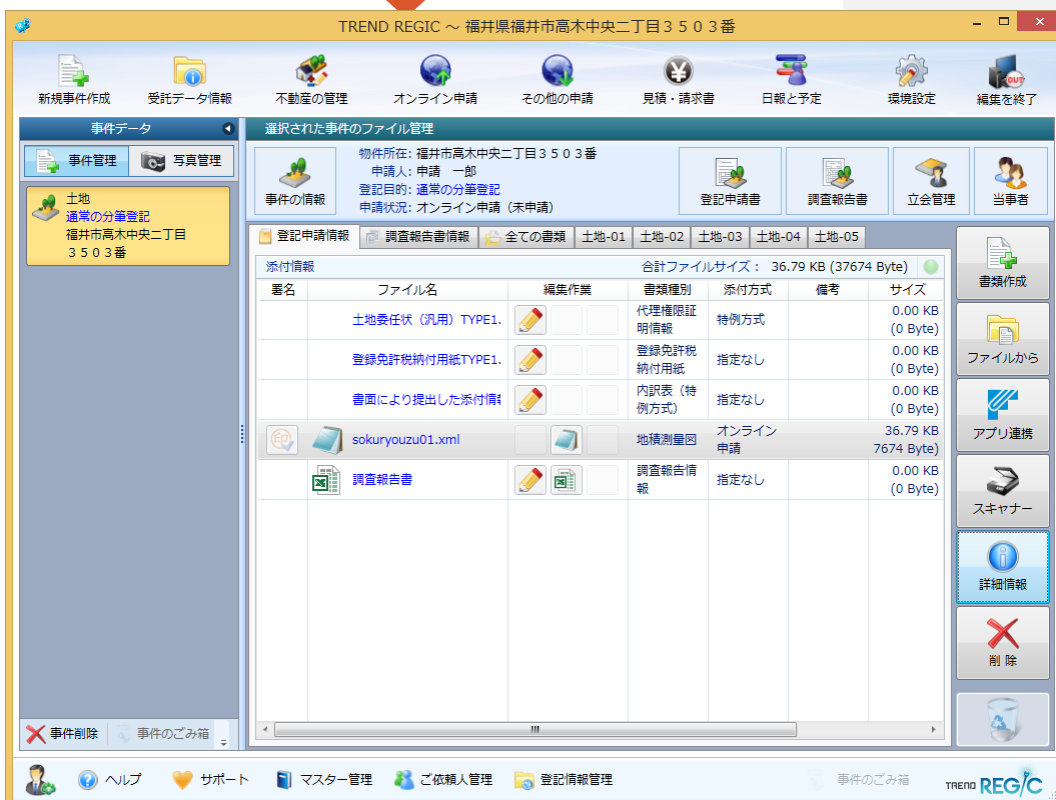 TREND REGIC ～ 福井県福井市高木中央二丁目３５０３番
新規事件作成
受託データ情報
不動産の管理
オンライン申請
その他の申請
見積・請求書
日報と予定
環境設定
OUT
編集を終了
事件データ
事件管理
写真管理
土地
通常の分筆登記
福井市高木中央二丁目
３５０３番
事件削除
事件のごみ箱
選択された事件のファイル管理
事件の情報
物件所在: 福井市高木中央二丁目３５０３番
申請人: 申請　一郎
登記目的: 通常の分筆登記
申請状況: オンライン申請（未申請）
登記申請書
調査報告書
立会管理
当事者
登記申請情報
調査報告書情報
全ての書類
土地-01
土地-02
土地-03
土地-04
土地-05
添付情報
合計ファイルサイズ： 36.79 KB (37674 Byte)
署名 ファイル名 編集作業 書類種別 添付方式 備考 サイズ
土地委任状（汎用）TYPE1.
代理権限証
明情報
特例方式
0.00 KB
(0 Byte)
登録免許税納付用紙TYPE1.
登録免許税
納付用紙
指定なし
0.00 KB
(0 Byte)
書面により提出した添付情
内訳表（特
例方式）
指定なし
0.00 KB
(0 Byte)
sokuryouzu01.xml
地積測量図
オンライン
申請
36.79 KB
7674 Byte)
調査報告書
調査報告情
報
指定なし
0.00 KB
(0 Byte)
書類作成
ファイルから
アプリ連携
スキャナー
詳細情報
削 除
ヘルプ
サポート
マスター管理
ご依頼人管理
登記情報管理
事件のごみ箱
TREND REGIC